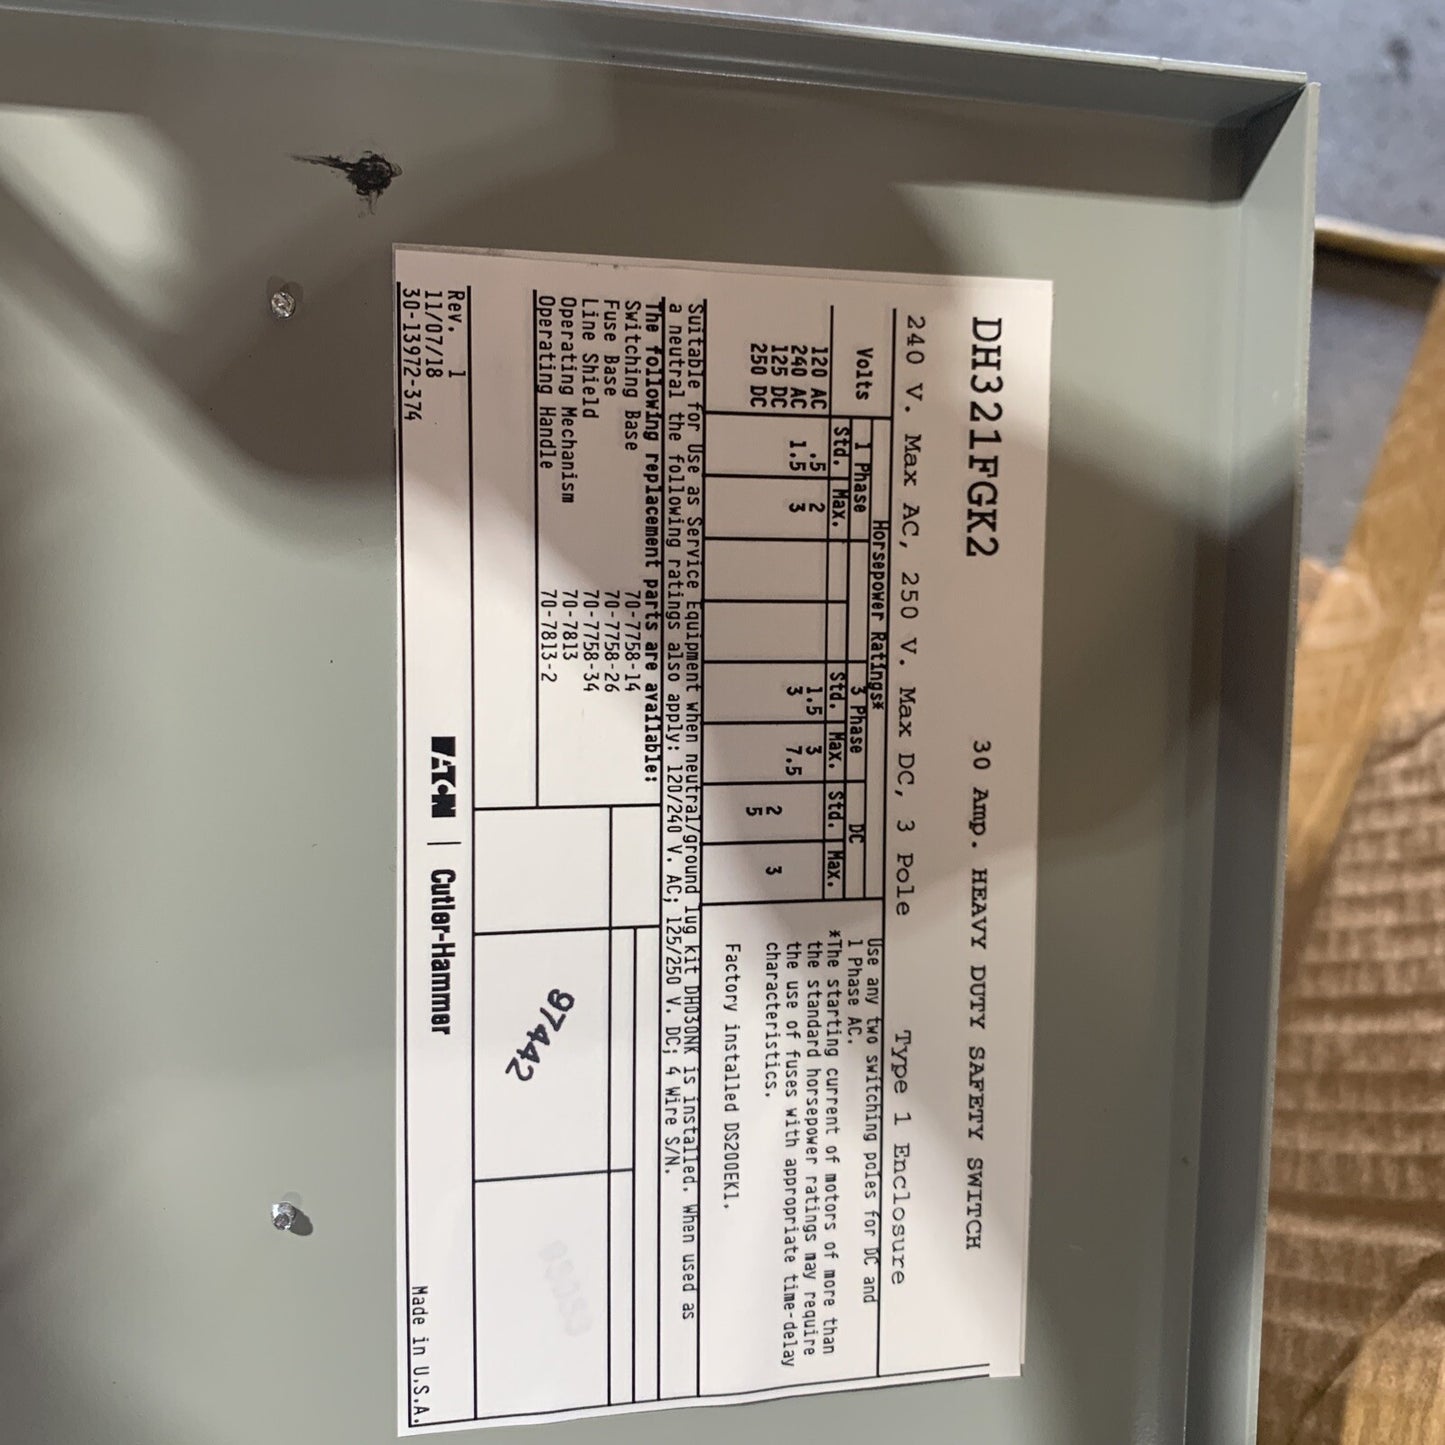 DH321FGK2 30 Amp. HEAVY DUTY SAFETY SWITCH
240 V. Max AC, 250 V. Max DC, 3 Pole Type 1 Enclosure
Horsepower Ratings*
Volts 1 Phase 3 Phase DC
Std. Max. Std. Max. Std. Max.
120 AC .5 2 1.5 3
240 AC 1.5 3 3 7.5
125 DC 2 3
250 DC 5
Use any two switching poles for DC and
1 Phase AC.
*The starting current of motors of more than
the standard horsepower ratings may require
the use of fuses with appropriate time-delay
characteristics.
Factory installed DS200EK1.
Suitable for Use as Service Equipment when neutral/ground lug kit DH030NK is installed. When used as
a neutral the following ratings also apply: 120/240 V. AC; 125/250 V. DC; 4 Wire S/N.
The following replacement parts are available:
Switching Base 70-7758-14
Fuse Base 70-7758-26
Line Shield 70-7758-34
Operating Mechanism 70-7813
Operating Handle 70-7813-2
97442
Rev. 1
11/07/18
30-13972-374
EATON | Cutler-Hammer
Made in U.S.A.